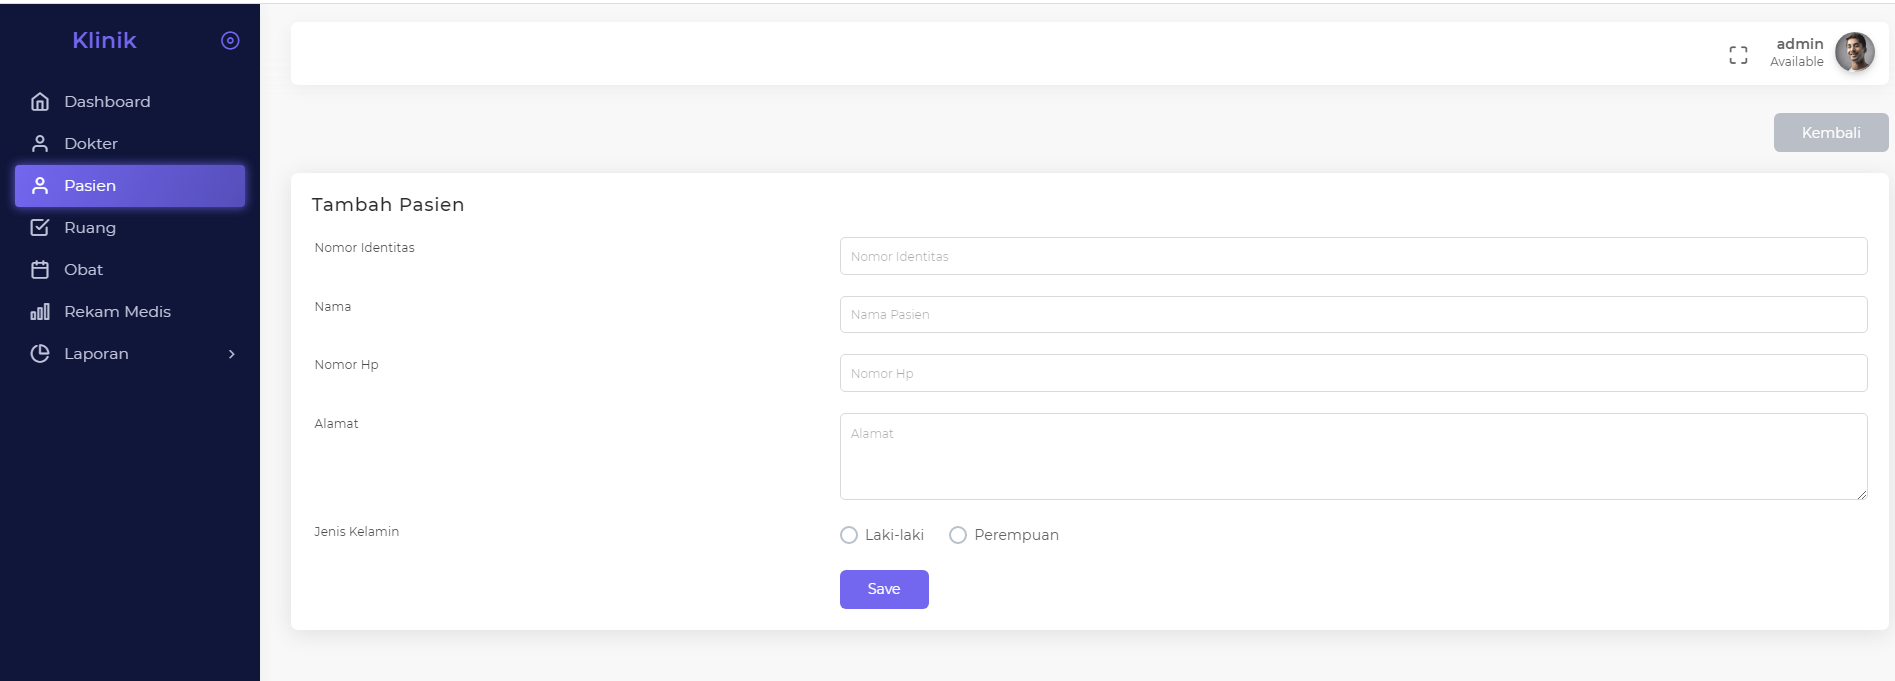 Klinik
Dashboard
Dokter
Pasien
Ruang
Obat
Rekam Medis
Laporan
admin
Available
Kembali
Tambah Pasien
Nomor Identitas
Nomor Identitas
Nama
Nama Pasien
Nomor Hp
Nomor Hp
Alamat
Alamat
Jenis Kelamin
Laki-laki Perempuan
Save